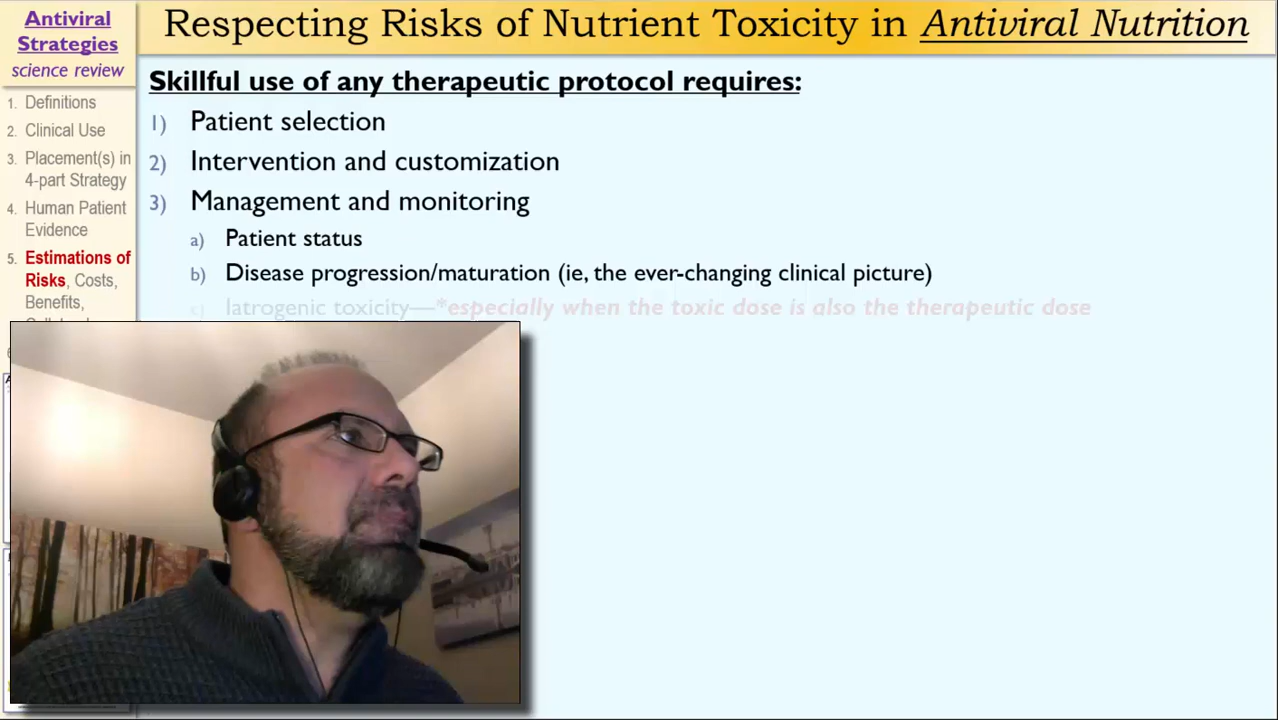 Antiviral
Strategies
science review
1. Definitions
2. Clinical Use
3. Placement(s) in
4-part Strategy
4. Human Patient
Evidence
5. Estimations of
Risks, Costs,
Benefits,
Respecting Risks of Nutrient Toxicity in Antiviral Nutrition
Skillful use of any therapeutic protocol requires:
1) Patient selection
2) Intervention and customization
3) Management and monitoring
a) Patient status
b) Disease progression/maturation (ie, the ever-changing clinical picture)
c) Iatrogenic toxicity—*especially when the toxic dose is also the therapeutic dose